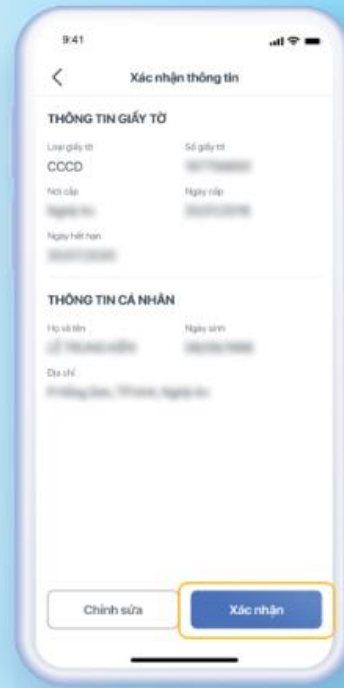 9:41
Xác nhận thông tin
THÔNG TIN GIẤY TỜ
Loại giấy tờ Số giấy tờ
CCCD
Nơi cấp Ngày cấp
Ngày hết hạn
THÔNG TIN CÁ NHÂN
Họ và tên Ngày sinh
Địa chỉ
Chỉnh sửa Xác nhận